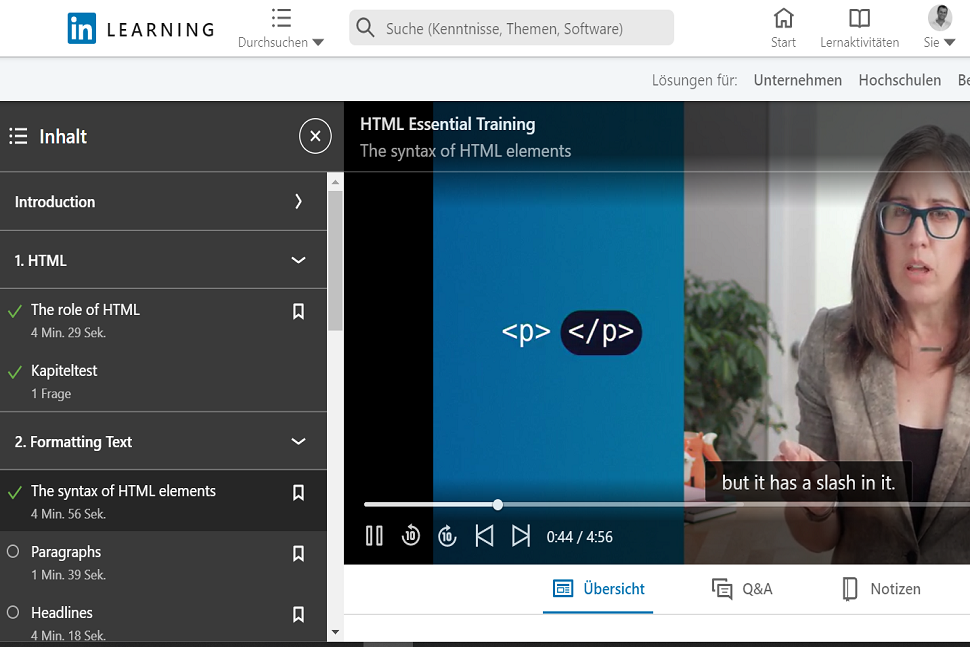 in LEARNING
Durchsuchen
Suche (Kenntnisse, Themen, Software)
Start
Lernaktivitäten
Sie
Lösungen für: Unternehmen Hochschulen Be
Inhalt
Introduction
1. HTML
The role of HTML
4 Min. 29 Sek.
Kapiteltest
1 Frage
2. Formatting Text
The syntax of HTML elements
4 Min. 56 Sek.
Paragraphs
1 Min. 39 Sek.
Headlines
4 Min. 18 Sek.
HTML Essential Training
The syntax of HTML elements
<p> </p>
but it has a slash in it.
10 10 0:44 / 4:56
Übersicht Q&A Notizen